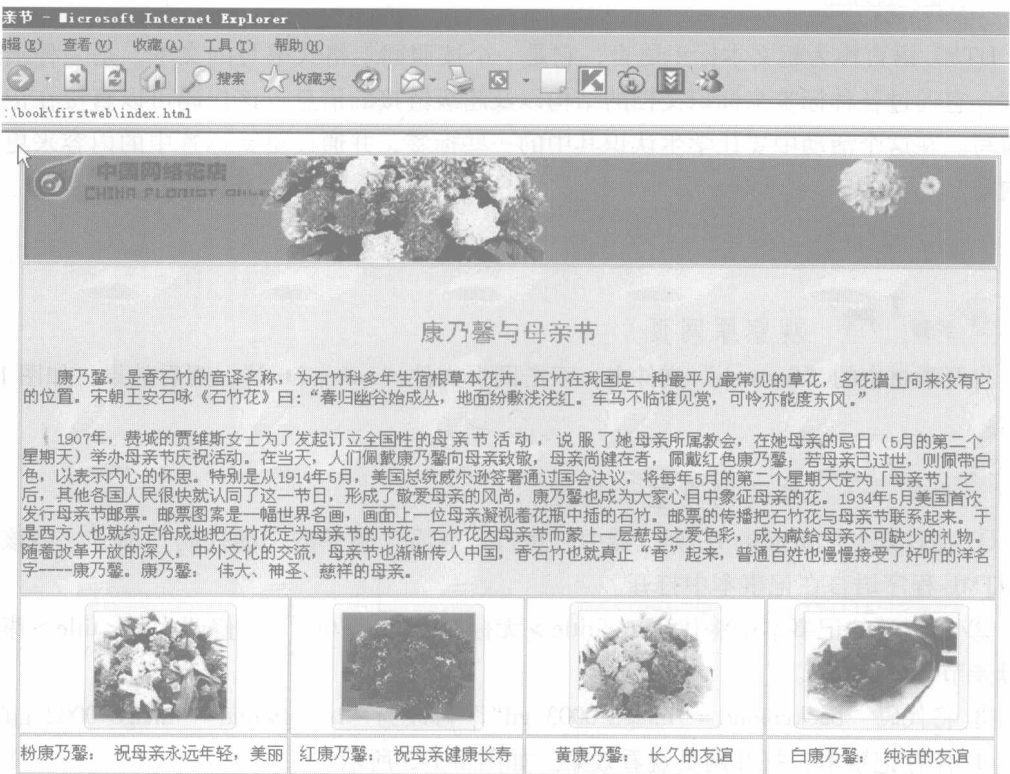 亲节 - Microsoft Internet Explorer
编辑(E) 查看(V) 收藏(A) 工具(T) 帮助(H)
搜索 收藏夹
:\book\firstweb\index.html
中国网络花店
CHINA FLORIST
康乃馨与母亲节
康乃馨，是香石竹的音译名称，为石竹科多年生宿根草本花卉。石竹在我国是一种最平凡最常见的草花，名花谱上向来没有它
的位置。宋朝王安石咏《石竹花》曰：“春归幽谷始成丛，地面纷敷浅浅红。车马不临谁见赏，可怜亦能度东风。”
1907年，费城的贾维斯女士为了发起订立全国性的母亲节活动，说服了她母亲所属教会，在她母亲的忌日（5月的第二个
星期天）举办母亲节庆祝活动。在当天，人们佩戴康乃馨向母亲致敬，母亲尚健在者，佩戴红色康乃馨；若母亲已过世，则佩带白
色，以表示内心的怀思。特别是从1914年5月，美国总统威尔逊签署通过国会决议，将每年5月的第二个星期天定为「母亲节」之
后，其他各国人民很快就认同了这一节日，形成了敬爱母亲的风尚，康乃馨也成为大家心目中象征母亲的花。1934年5月美国首次
发行母亲节邮票。邮票图案是一幅世界名画，画面上一位母亲凝视着花瓶中插的石竹。邮票的传播把石竹花与母亲节联系起来。于
是西方人也就约定俗成地把石竹花定为母亲节的节花。石竹花因母亲节而蒙上一层慈母之爱色彩，成为献给母亲不可缺少的礼物。
随着改革开放的深人，中外文化的交流，母亲节也渐渐传人中国，香石竹也就真正“香”起来，普通百姓也慢慢接受了好听的洋名
字----康乃馨。康乃馨： 伟大、神圣、慈祥的母亲。
粉康乃馨： 祝母亲永远年轻，美丽
红康乃馨： 祝母亲健康长寿
黄康乃馨： 长久的友谊
白康乃馨： 纯洁的友谊